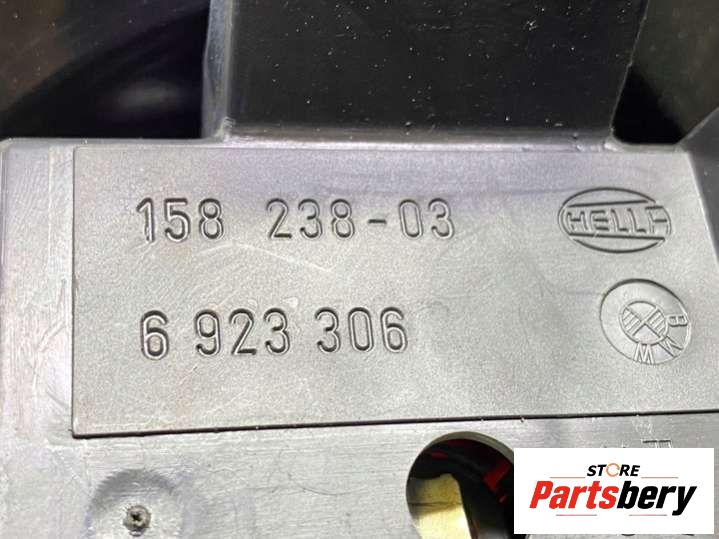 158 238-03
HELLA
6 923 306
BMW
STORE
Partsbery